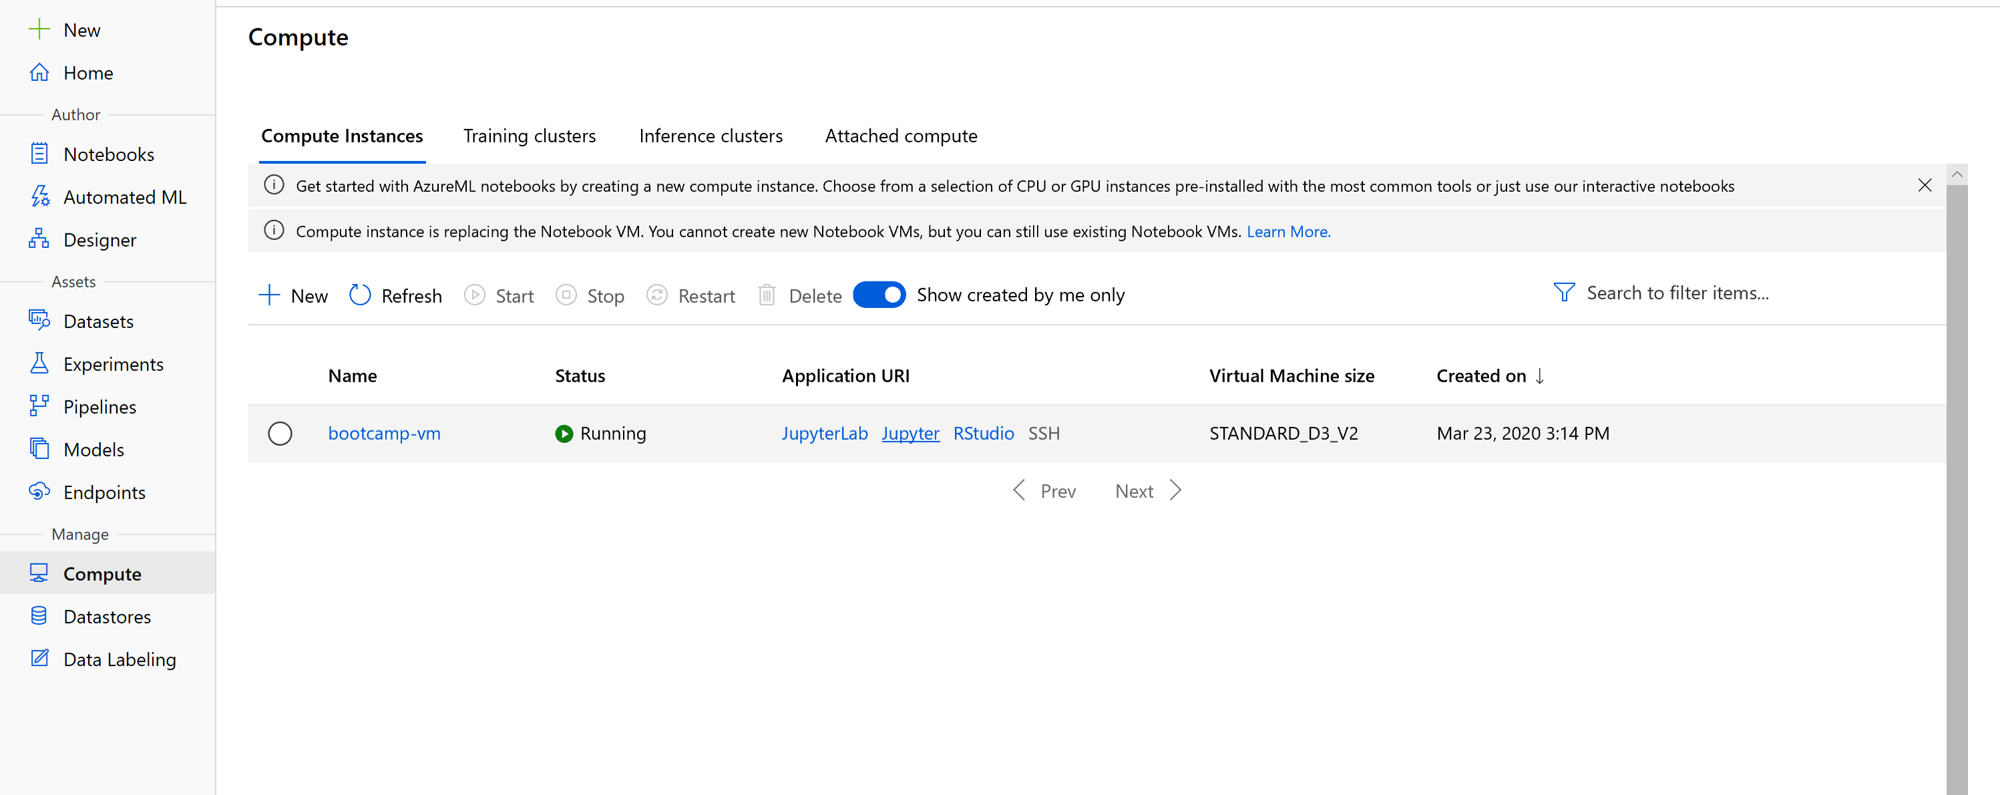 New
Home
Author
Notebooks
Automated ML
Designer
Assets
Datasets
Experiments
Pipelines
Models
Endpoints
Manage
Compute
Datastores
Data Labeling
Compute
Compute Instances Training clusters Inference clusters Attached compute
Get started with AzureML notebooks by creating a new compute instance. Choose from a selection of CPU or GPU instances pre-installed with the most common tools or just use our interactive notebooks
Compute instance is replacing the Notebook VM. You cannot create new Notebook VMs, but you can still use existing Notebook VMs. Learn More.
New Refresh Start Stop Restart Delete Show created by me only Search to filter items...
Name Status Application URI Virtual Machine size Created on ↓
bootcamp-vm Running JupyterLab Jupyter RStudio SSH STANDARD_D3_V2 Mar 23, 2020 3:14 PM
Prev Next